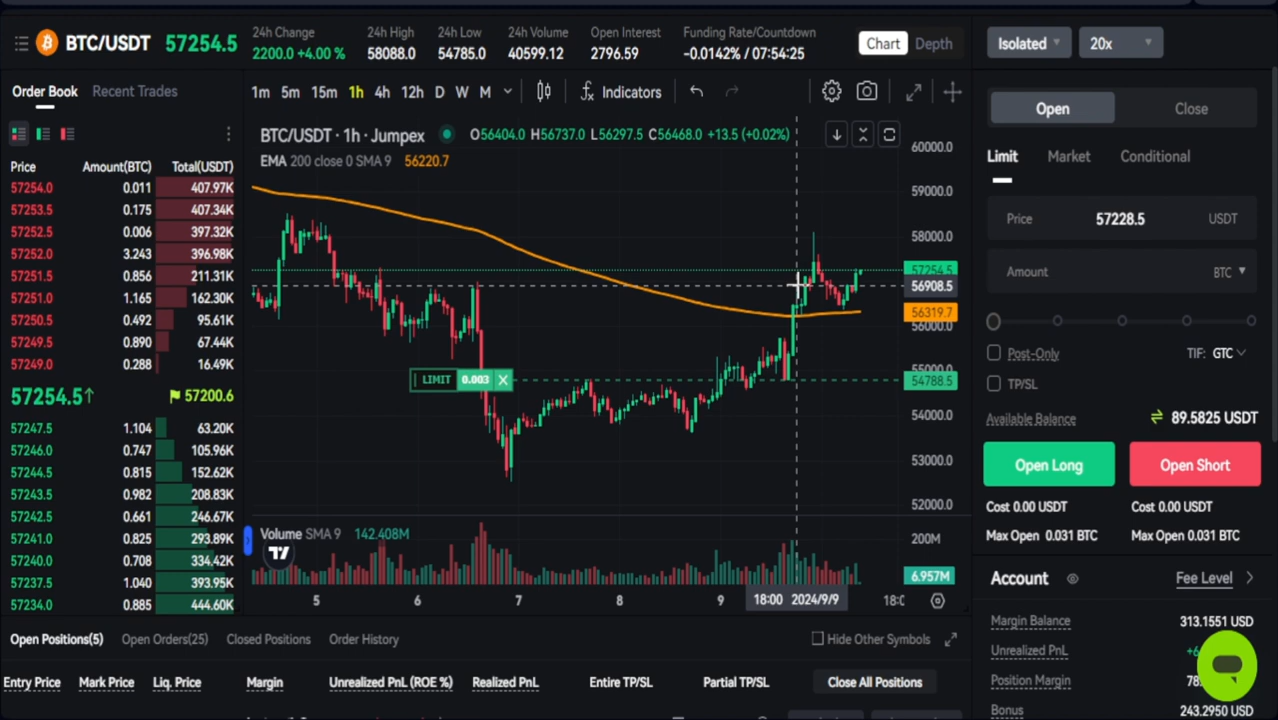 BTC/USDT 57254.5 24h Change 2200.0 +4.00 % 24h High 58088.0 24h Low 54785.0 24h Volume 40599.12 Open Interest 2796.59 Funding Rate/Countdown -0.0142% / 07:54:25 Chart Depth Isolated 20x
Order Book Recent Trades
1m 5m 15m 1h 4h 12h D W M Indicators
Price Amount(BTC) Total(USDT)
57254.0 0.011 407.97K
57253.5 0.175 407.34K
57252.5 0.006 397.32K
57252.0 3.243 396.98K
57251.5 0.856 211.31K
57251.0 1.165 162.30K
57250.5 0.492 95.61K
57249.5 0.890 67.44K
57249.0 0.288 16.49K
57254.5↑ 57200.6
57247.5 1.104 63.20K
57246.0 0.747 105.96K
57244.5 0.815 152.62K
57243.5 0.982 208.83K
57242.5 0.661 246.67K
57241.0 0.825 293.89K
57240.0 0.708 334.42K
57237.5 1.040 393.95K
57234.0 0.885 444.60K
BTC/USDT · 1h · Jumpex O56404.0 H56737.0 L56297.5 C56468.0 +13.5 (+0.02%)
EMA 200 close 0 SMA 9 56220.7
60000.0
59000.0
58000.0
57254.5
56908.5
56319.7
56000.0
55000.0
54788.5
54000.0
53000.0
52000.0
LIMIT 0.003 X
Volume SMA 9 142.408M
200M
6.957M
5 6 7 8 9 18:00 2024/9/9
Open Close
Limit Market Conditional
Price 57228.5 USDT
Amount BTC
Post-Only TIF: GTC
TP/SL
Available Balance 89.5825 USDT
Open Long Open Short
Cost 0.00 USDT Cost 0.00 USDT
Max Open 0.031 BTC Max Open 0.031 BTC
Account Fee Level
Margin Balance 313.1551 USD
Unrealized PnL
Position Margin
Bonus 243.2950 USD
Open Positions(5) Open Orders(25) Closed Positions Order History Hide Other Symbols
Entry Price Mark Price Liq. Price Margin Unrealized PnL (ROE %) Realized PnL Entire TP/SL Partial TP/SL Close All Positions